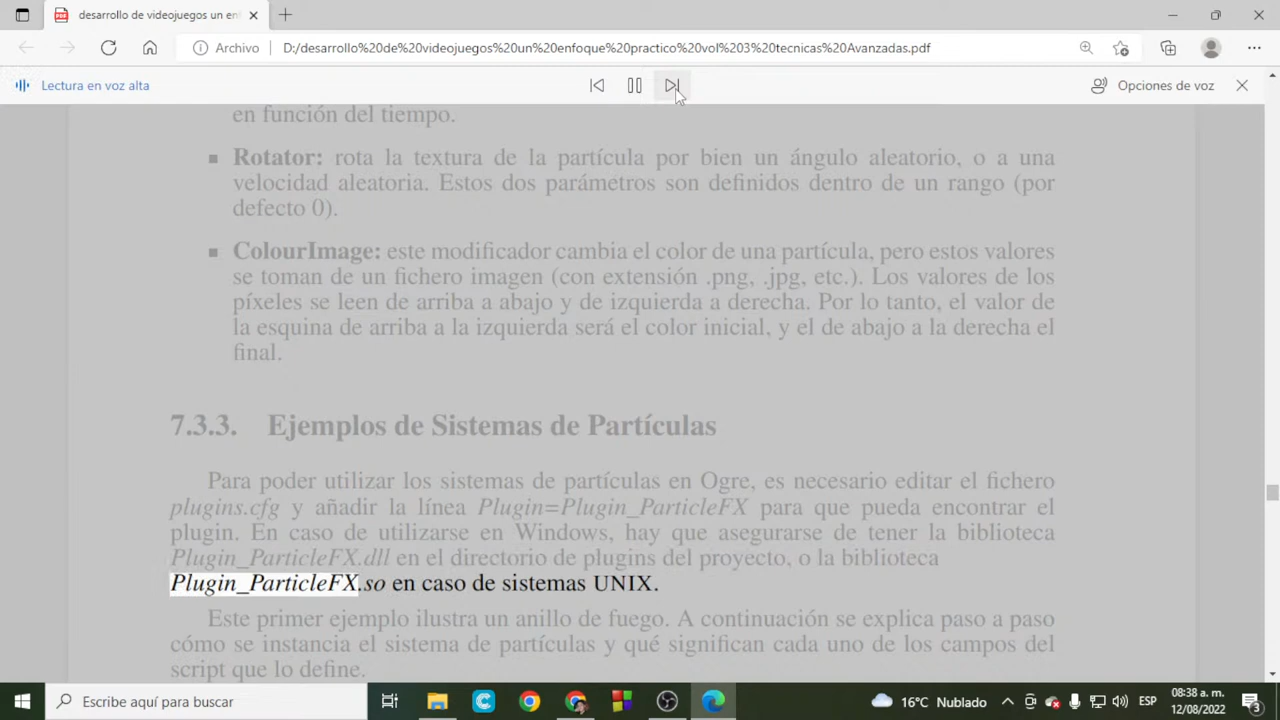 desarrollo de videojuegos un en
Archivo
D:/desarrollo%20de%20videojuegos%20un%20enfoque%20practico%20vol%203%20tecnicas%20Avanzadas.pdf
Lectura en voz alta
Opciones de voz
en función del tiempo.
Rotator: rota la textura de la partícula por bien un ángulo aleatorio, o a una
velocidad aleatoria. Estos dos parámetros son definidos dentro de un rango (por
defecto 0).
ColourImage: este modificador cambia el color de una partícula, pero estos valores
se toman de un fichero imagen (con extensión .png, .jpg, etc.). Los valores de los
píxeles se leen de arriba a abajo y de izquierda a derecha. Por lo tanto, el valor de
la esquina de arriba a la izquierda será el color inicial, y el de abajo a la derecha el
final.
7.3.3. Ejemplos de Sistemas de Partículas
Para poder utilizar los sistemas de partículas en Ogre, es necesario editar el fichero
plugins.cfg y añadir la línea Plugin=Plugin_ParticleFX para que pueda encontrar el
plugin. En caso de utilizarse en Windows, hay que asegurarse de tener la biblioteca
Plugin_ParticleFX.dll en el directorio de plugins del proyecto, o la biblioteca
Plugin_ParticleFX.so en caso de sistemas UNIX.
Este primer ejemplo ilustra un anillo de fuego. A continuación se explica paso a paso
cómo se instancia el sistema de partículas y qué significan cada uno de los campos del
script que lo define.
Escribe aquí para buscar
16°C Nublado
ESP
08:38 a. m.
12/08/2022
3